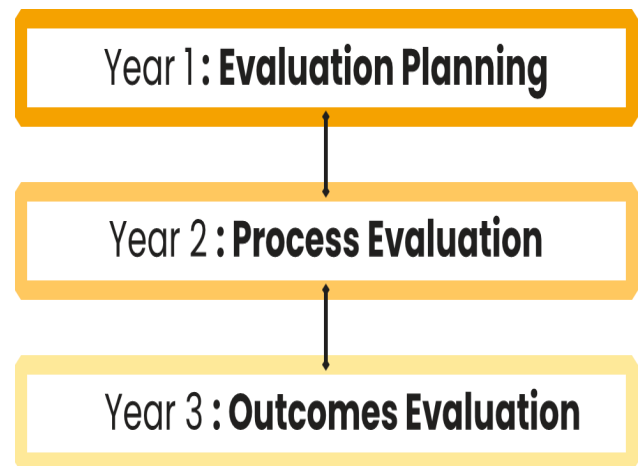 Year 1 : Evaluation Planning
Year 2 : Process Evaluation
Year 3 : Outcomes Evaluation